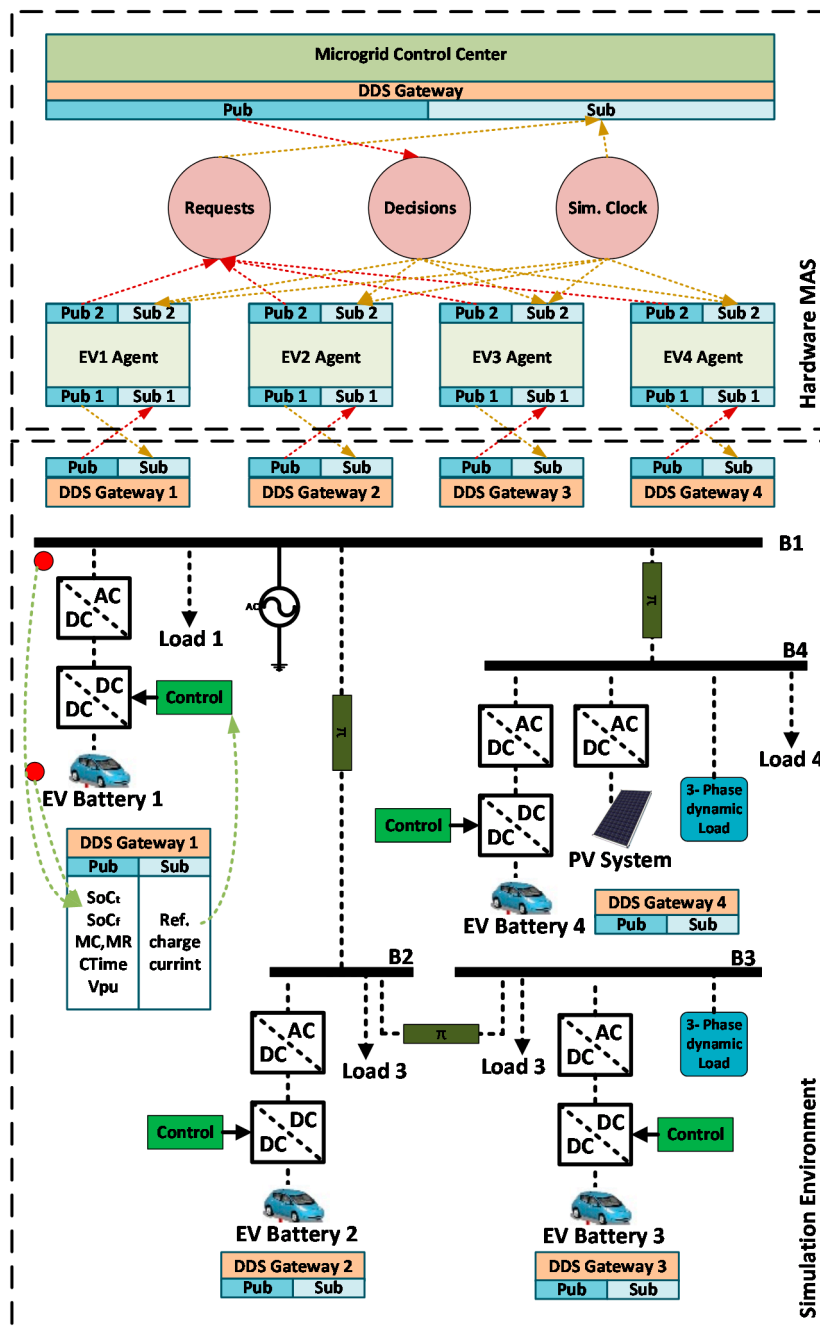 Microgrid Control Center
DDS Gateway
Pub Sub
Requests Decisions Sim. Clock
Pub 2 Sub 2 Pub 2 Sub 2 Pub 2 Sub 2 Pub 2 Sub 2
EV1 Agent EV2 Agent EV3 Agent EV4 Agent
Pub 1 Sub 1 Pub 1 Sub 1 Pub 1 Sub 1 Pub 1 Sub 1
Hardware MAS
Pub Sub Pub Sub Pub Sub Pub Sub
DDS Gateway 1 DDS Gateway 2 DDS Gateway 3 DDS Gateway 4
B1
AC
DC
Load 1
AC
π
π
B4
DC
DC
Control
EV Battery 1
AC
DC
AC
DC
Load 4
3- Phase
dynamic
Load
Control
DC
DC
PV System
EV Battery 4
DDS Gateway 4
Pub Sub
DDS Gateway 1
Pub Sub
SoCt
SoCf
MC,MR
CTime
Vpu
Ref.
charge
currint
B2
B3
AC
DC
Load 3
π
Load 3
AC
DC
3- Phase
dynamic
Load
Control
DC
DC
DC
DC
Control
EV Battery 2
EV Battery 3
DDS Gateway 2
Pub Sub
DDS Gateway 3
Pub Sub
Simulation Environment